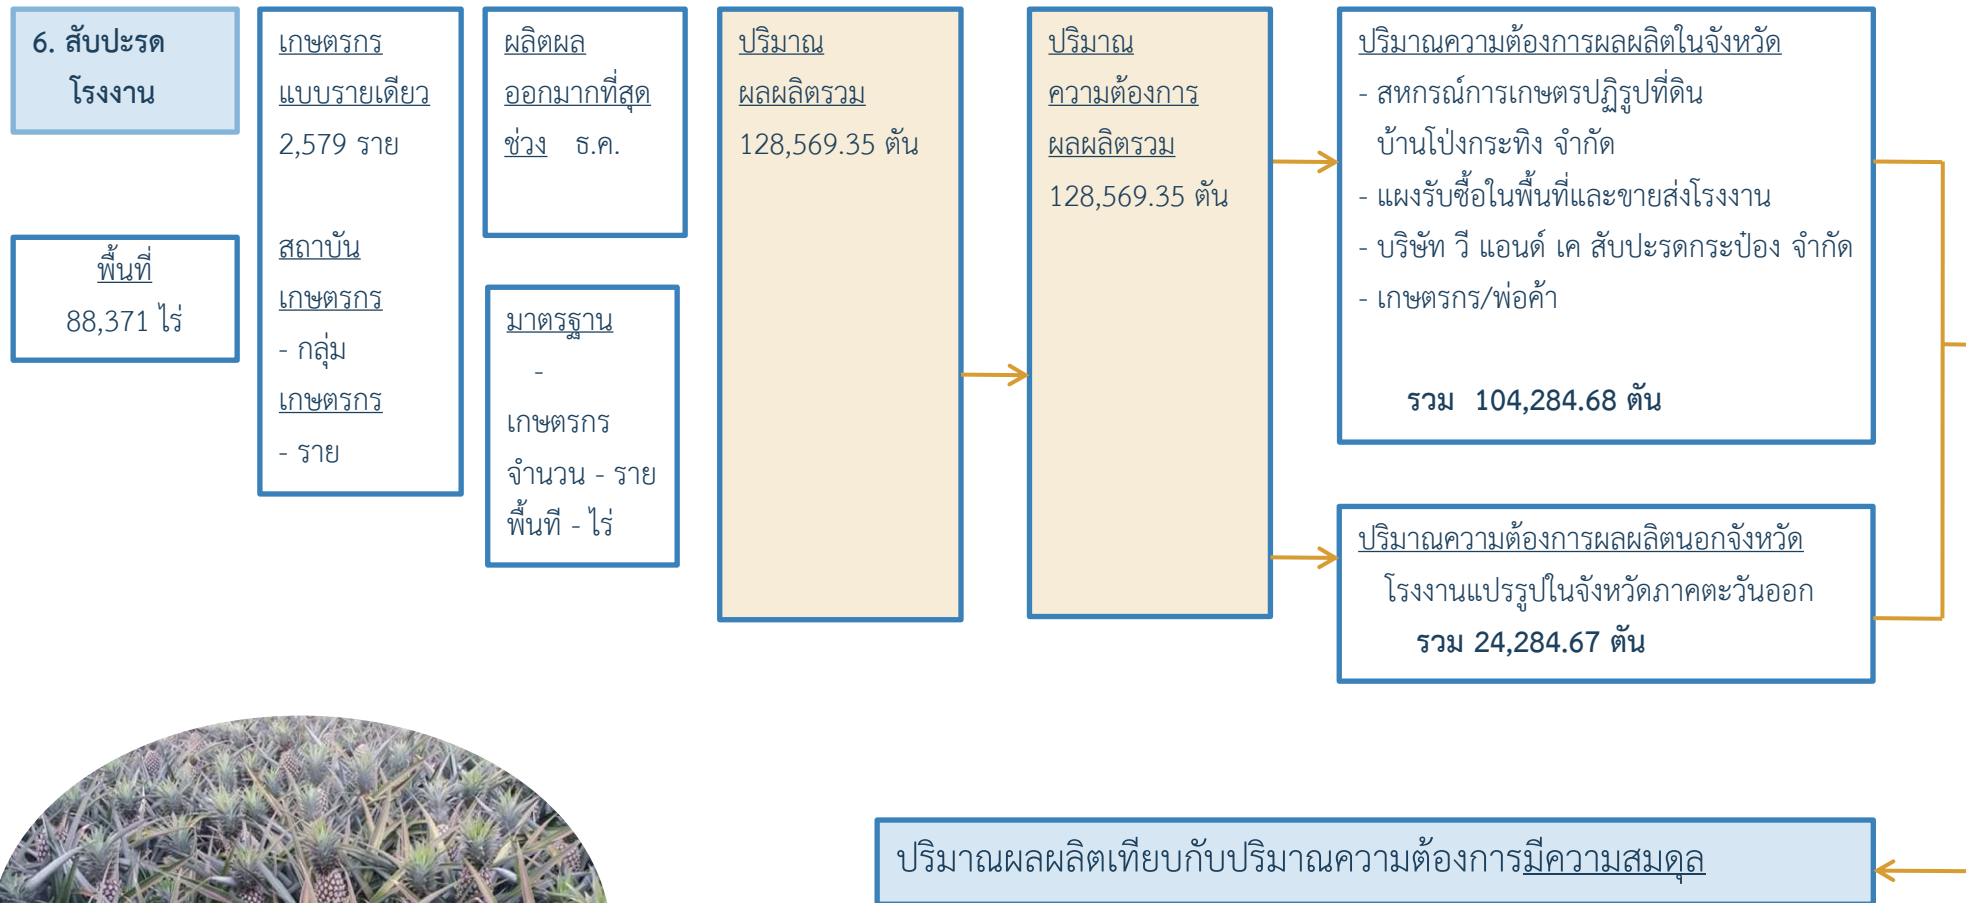 6. สับปะรด
โรงงาน
พื้นที่
88,371 ไร่
เกษตรกร
แบบรายเดียว
2,579 ราย
สถาบัน
เกษตรกร
- กลุ่ม
เกษตรกร
- ราย
ผลิตผล
ออกมากที่สุด
ช่วง ธ.ค.
มาตรฐาน
-
เกษตรกร
จำนวน - ราย
พื้นที - ไร่
ปริมาณ
ผลผลิตรวม
128,569.35 ตัน
ปริมาณ
ความต้องการ
ผลผลิตรวม
128,569.35 ตัน
ปริมาณความต้องการผลผลิตในจังหวัด
- สหกรณ์การเกษตรปฏิรูปที่ดิน
บ้านโป่งกระทิง จำกัด
- แผงรับซื้อในพื้นที่และขายส่งโรงงาน
- บริษัท วี แอนด์ เค สับปะรดกระป๋อง จำกัด
- เกษตรกร/พ่อค้า
รวม 104,284.68 ตัน
ปริมาณความต้องการผลผลิตนอกจังหวัด
โรงงานแปรรูปในจังหวัดภาคตะวันออก
รวม 24,284.67 ตัน
ปริมาณผลผลิตเทียบกับปริมาณความต้องการมีความสมดุล